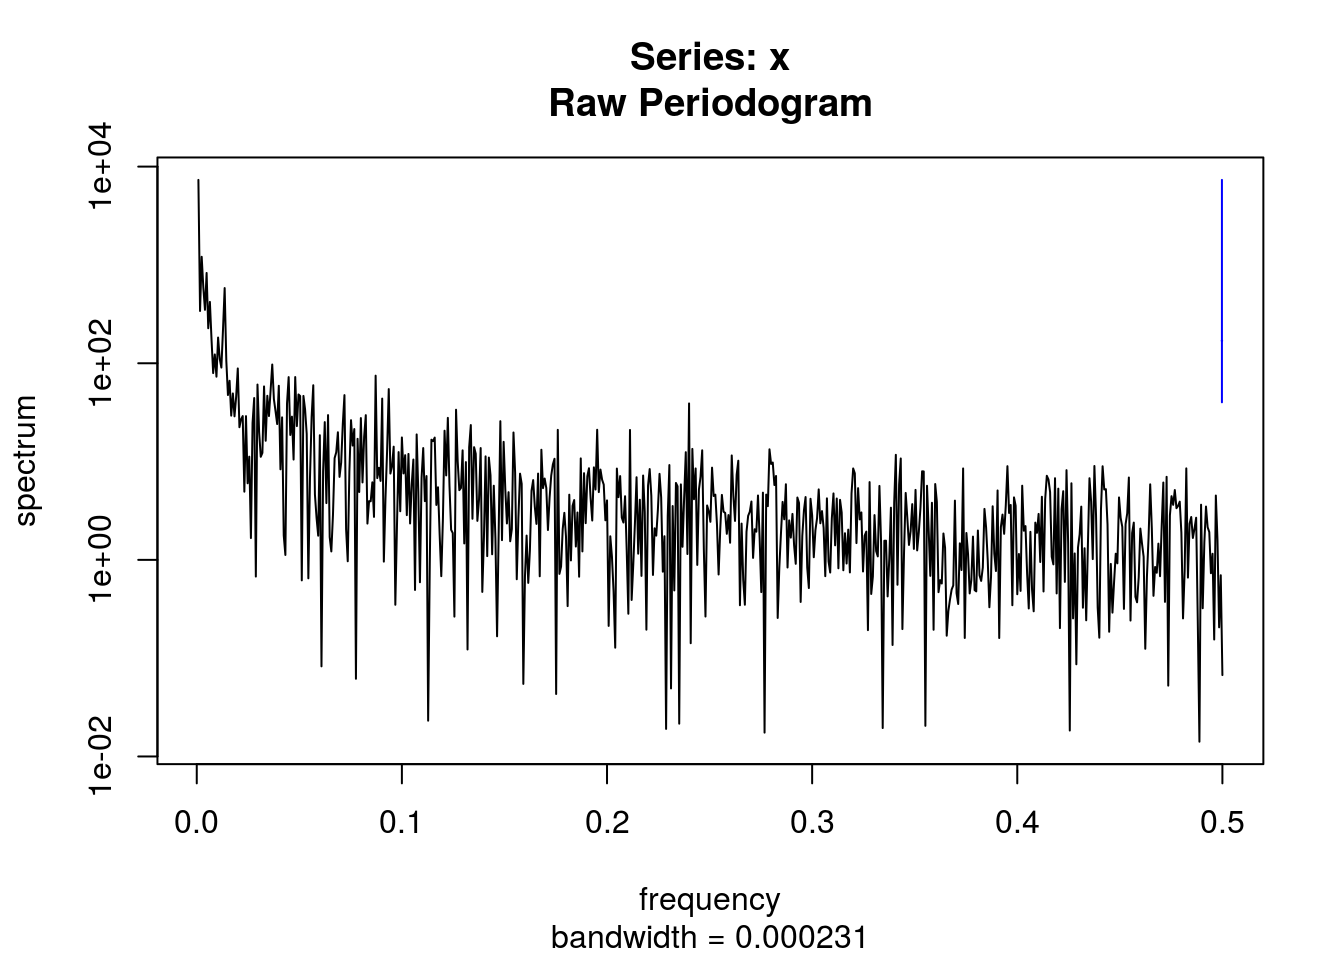 Series: x
Raw Periodogram
spectrum
1e+04
1e+02
1e+00
1e-02
0.0 0.1 0.2 0.3 0.4 0.5
frequency
bandwidth = 0.000231